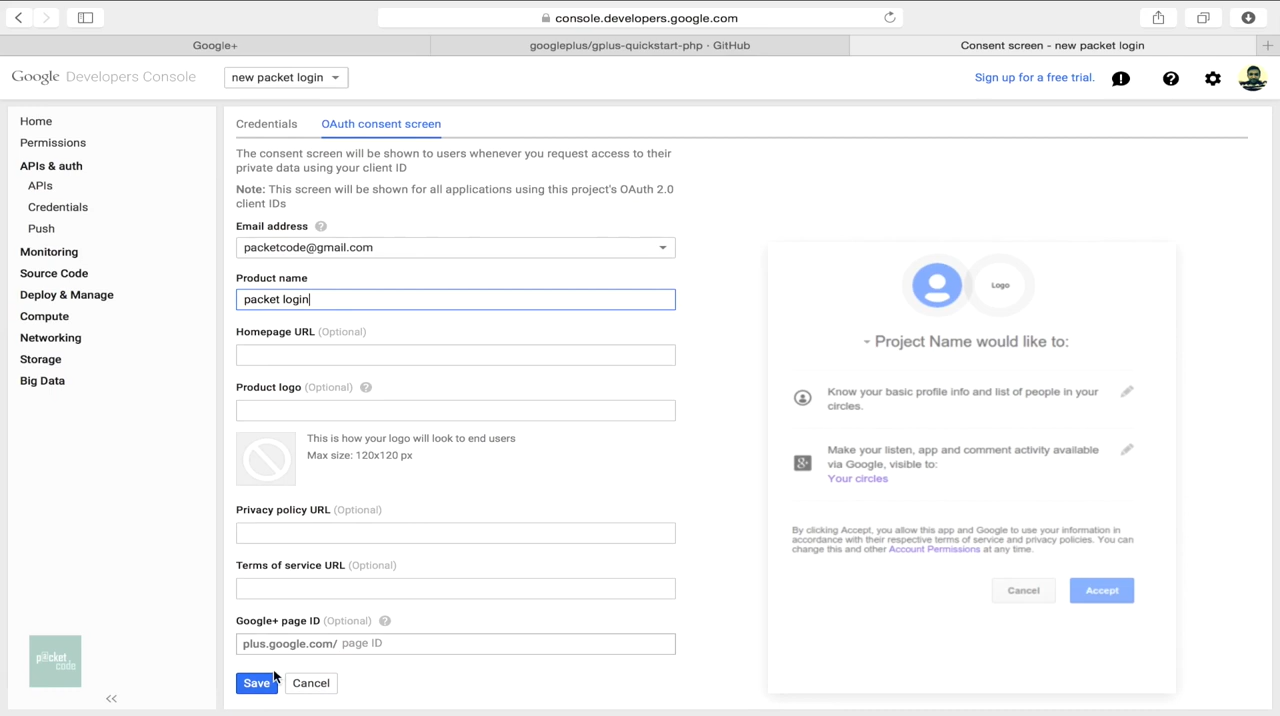 console.developers.google.com
Google+
googleplus/gplus-quickstart-php · GitHub
Consent screen - new packet login
Google Developers Console
new packet login
Sign up for a free trial.
Home
Permissions
APIs & auth
APIs
Credentials
Push
Monitoring
Source Code
Deploy & Manage
Compute
Networking
Storage
Big Data
packet
code
Credentials
OAuth consent screen
The consent screen will be shown to users whenever you request access to their
private data using your client ID
Note: This screen will be shown for all applications using this project's OAuth 2.0
client IDs
Email address
packetcode@gmail.com
Product name
packet login
Homepage URL (Optional)
Product logo (Optional)
This is how your logo will look to end users
Max size: 120x120 px
Privacy policy URL (Optional)
Terms of service URL (Optional)
Google+ page ID (Optional)
plus.google.com/ page ID
Save
Cancel
Logo
Project Name would like to:
Know your basic profile info and list of people in your
circles.
Make your listen, app and comment activity available
via Google, visible to:
Your circles
By clicking Accept, you allow this app and Google to use your information in
accordance with their respective terms of service and privacy policies. You can
change this and other Account Permissions at any time.
Cancel
Accept